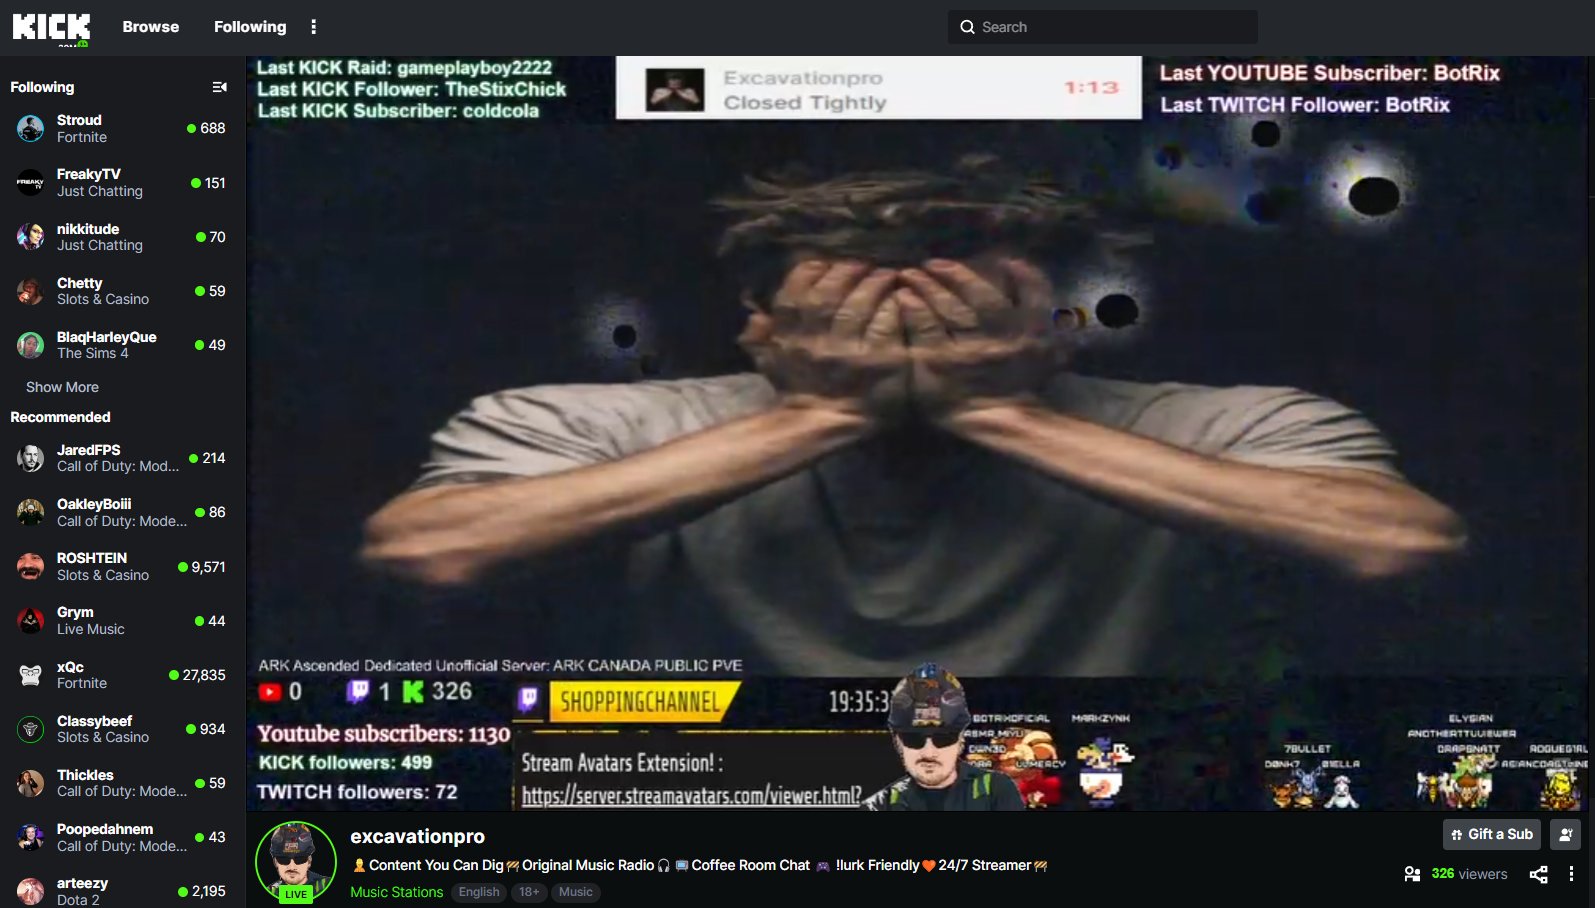 KICK
.COM
Browse
Following
Search
Following
Stroud
688
Fortnite
FreakyTV
151
Just Chatting
nikkitude
70
Just Chatting
Chetty
59
Slots & Casino
BlaqHarleyQue
49
The Sims 4
Show More
Recommended
JaredFPS
214
Call of Duty: Mod...
OakleyBoiii
86
Call of Duty: Mode...
ROSHTEIN
9,571
Slots & Casino
Grym
44
Live Music
xQc
27,835
Fortnite
Classybeef
934
Slots & Casino
Thickles
59
Call of Duty: Mode...
Poopedahnem
43
Call of Duty: Mode...
arteezy
2,195
Dota 2
Last KICK Raid: gameplayboy2222
Last KICK Follower: TheStixChick
Last KICK Subscriber: coldcola
Excavationpro
Closed Tightly
1:13
Last YOUTUBE Subscriber: BotRix
Last TWITCH Follower: BotRix
ARK Ascended Dedicated Unofficial Server: ARK CANADA PUBLIC PVE
0 1 K 326
SHOPPINGCHANNEL
19:35:3
Youtube subscribers: 1130
KICK followers: 499
TWITCH followers: 72
Stream Avatars Extension! :
https://server.streamavatars.com/viewer.html?
BOTRIXOFICIAL
MARKZYNK
7BULLET
ELYSIAN
ANOTHERTTVVIEWER
excavationpro
Content You Can Dig Original Music Radio Coffee Room Chat !lurk Friendly 24/7 Streamer
LIVE
Music Stations
English
18+
Music
Gift a Sub
326 viewers